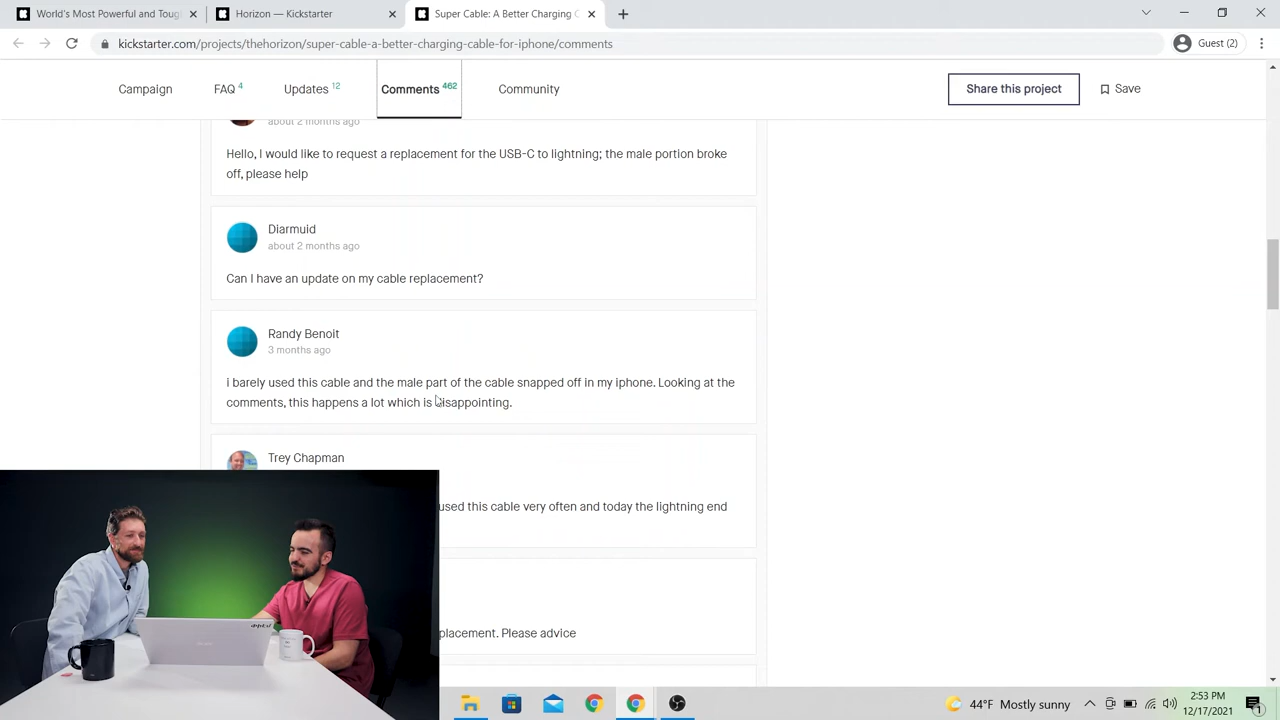 World's Most Powerful and Toug
Horizon — Kickstarter
Super Cable: A Better Charging C
kickstarter.com/projects/thehorizon/super-cable-a-better-charging-cable-for-iphone/comments
Guest (2)
Campaign
FAQ 4
Updates 12
Comments 462
Community
Share this project
Save
about 2 months ago
Hello, I would like to request a replacement for the USB-C to lightning; the male portion broke
off, please help
Diarmuid
about 2 months ago
Can I have an update on my cable replacement?
Randy Benoit
3 months ago
i barely used this cable and the male part of the cable snapped off in my iphone. Looking at the
comments, this happens a lot which is disappointing.
Trey Chapman
used this cable very often and today the lightning end
placement. Please advice
44°F Mostly sunny
2:53 PM
12/17/2021
1